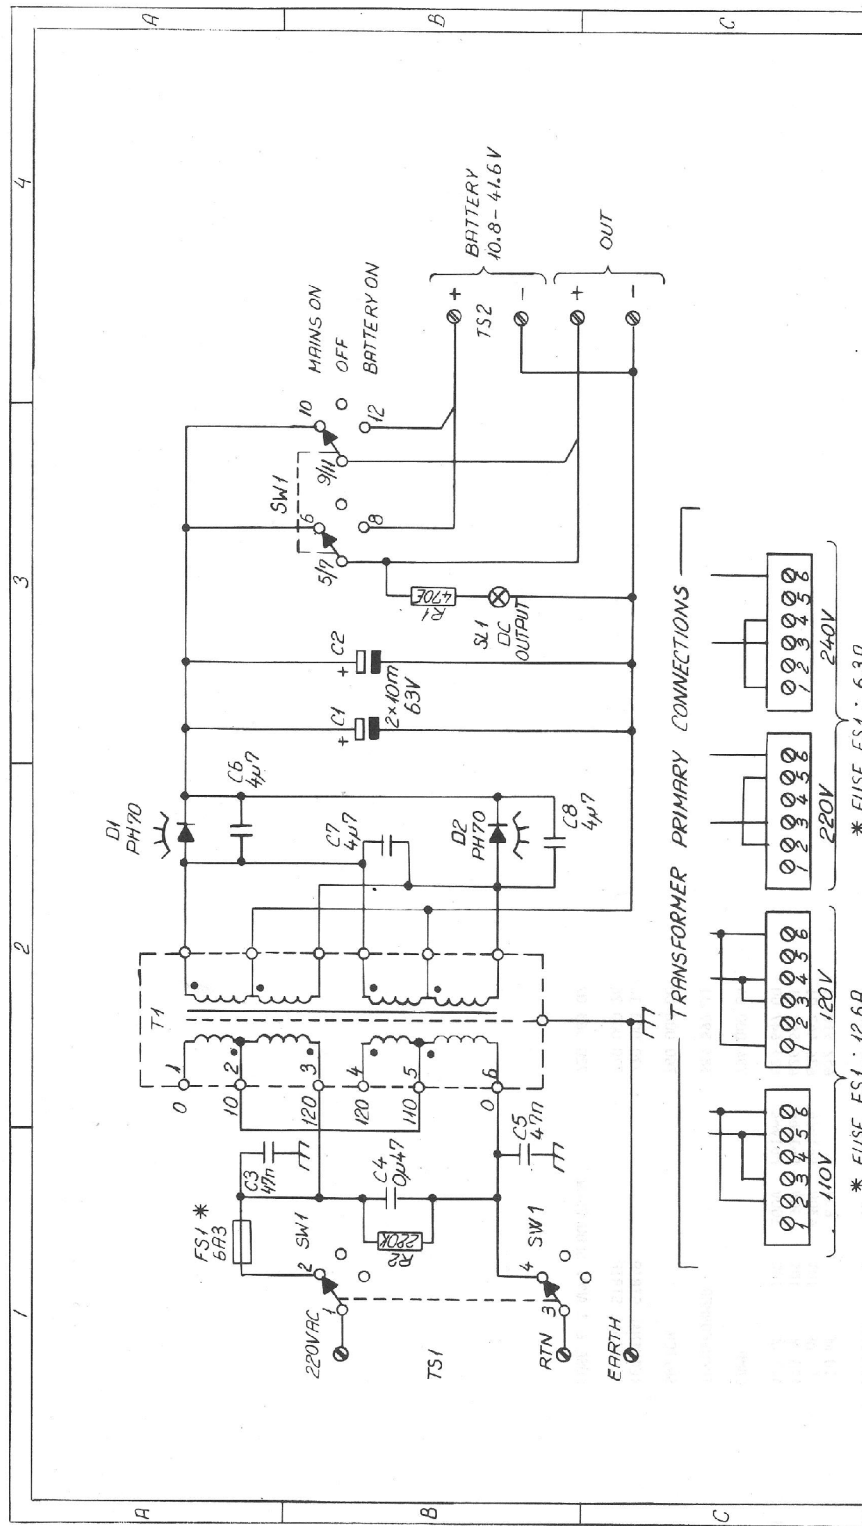 1
2
3
4
A
B
C
A
B
C
220VAC
1
TS1
RTN
3
EARTH
FS1 *
6A3
2
SW1
4
SW1
C3
47n
R2
220K
C4
0µ47
C5
47n
T1
0
1
10
2
120
3
120
4
110
5
0
6
D1
PH70
C6
4µ7
C7
4µ7
D2
PH70
C8
4µ7
C1
+
C2
+
2×10m
63V
R1
470E
SL1
DC
OUTPUT
SW1
5/7
6
8
9/11
10
12
MAINS ON
OFF
BATTERY ON
BATTERY
10.8-41.6V
+
TS2
-
OUT
+
-
TRANSFORMER PRIMARY CONNECTIONS
1 2 3 4 5 6
110V
1 2 3 4 5 6
120V
1 2 3 4 5 6
220V
1 2 3 4 5 6
240V
* FUSE FS1 : 12.6A
* FUSE FS1 : 6.3A